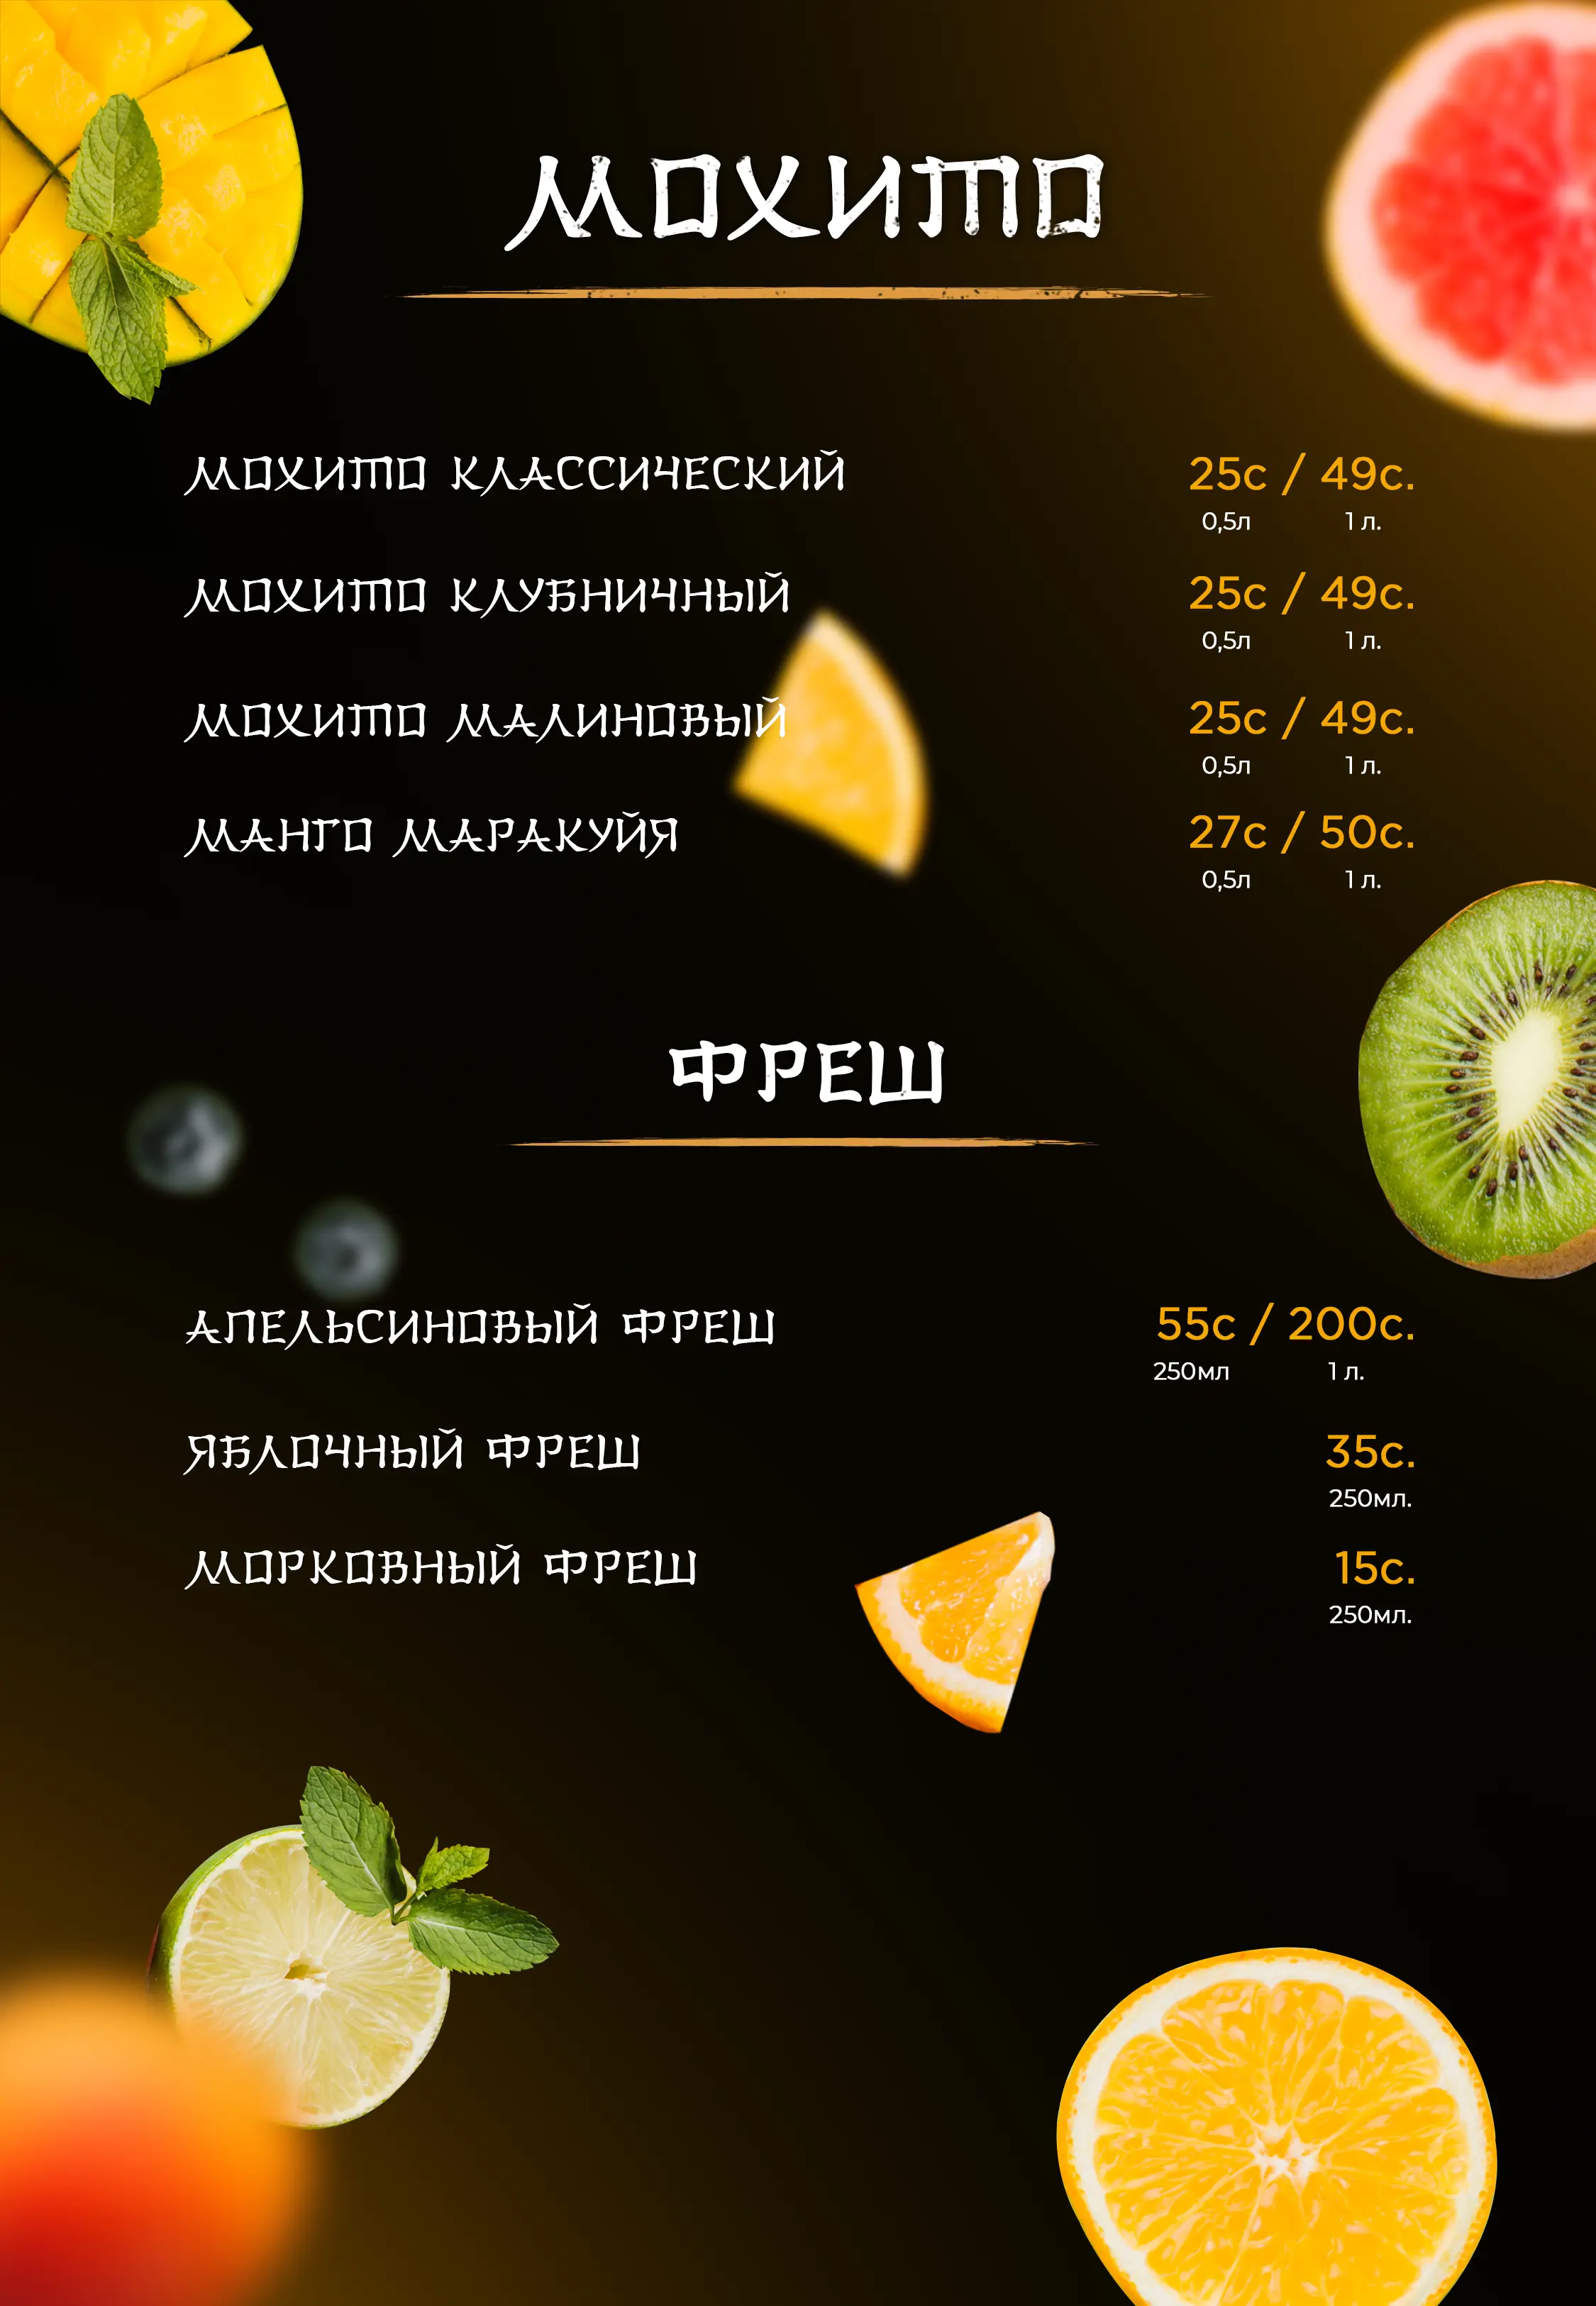 МОХИТО
МОХИТО КЛАССИЧЕСКИЙ 25с / 49с.
0,5л 1 л.
МОХИТО КЛУБНИЧНЫЙ 25с / 49с.
0,5л 1 л.
МОХИТО МАЛИНОВЫЙ 25с / 49с.
0,5л 1 л.
МАНГО МАРАКУЙЯ 27с / 50с.
0,5л 1 л.
ФРЕШ
АПЕЛЬСИНОВЫЙ ФРЕШ 55с / 200с.
250мл 1 л.
ЯБЛОЧНЫЙ ФРЕШ 35с.
250мл.
МОРКОВНЫЙ ФРЕШ 15с.
250мл.